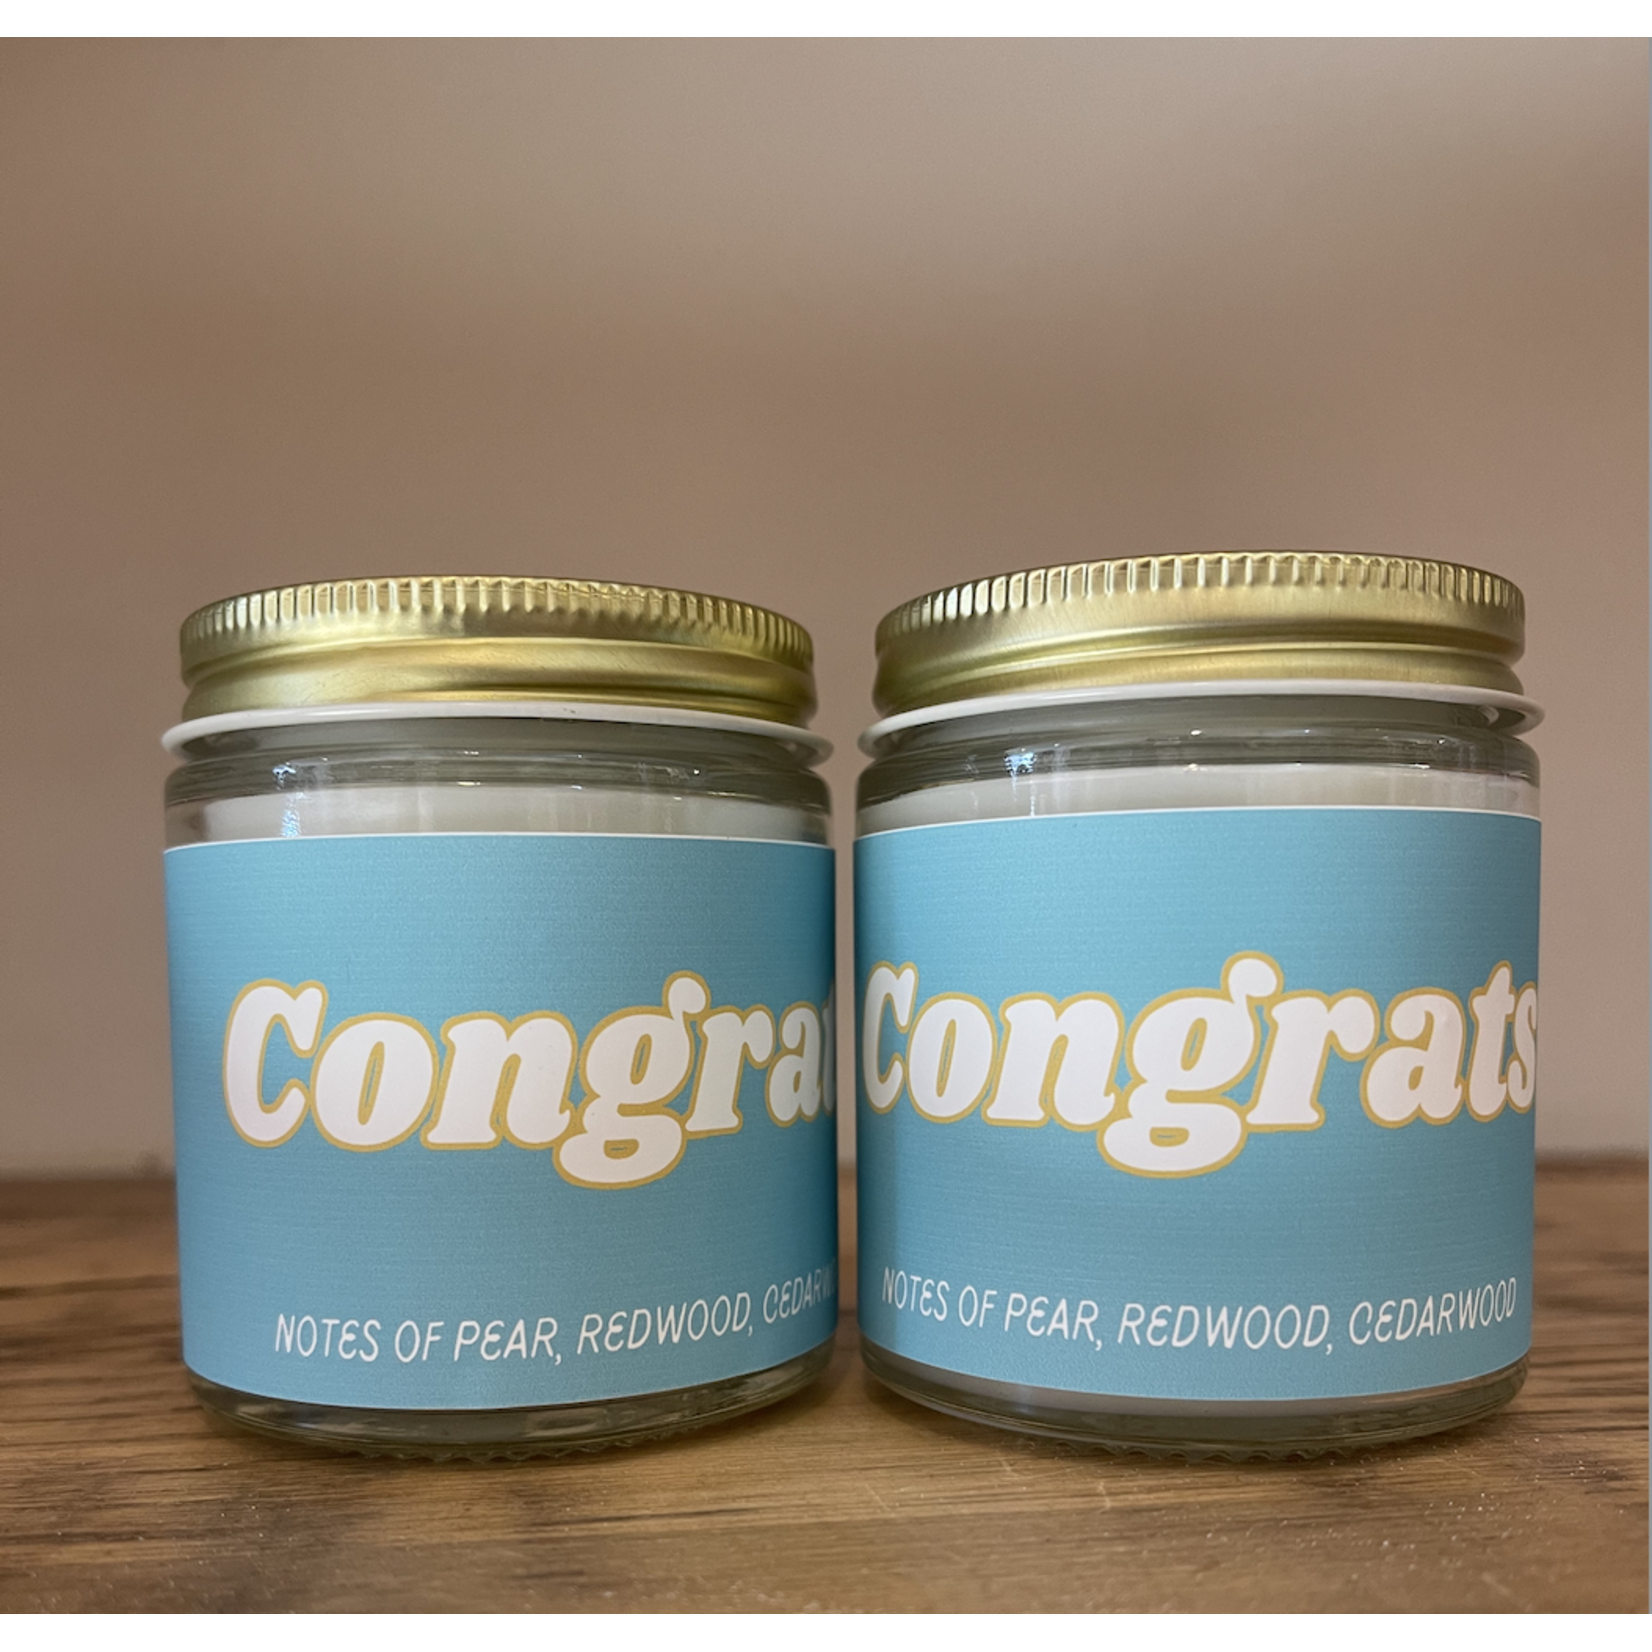 Congrat
NOTES OF PEAR, REDWOOD,
Congrats
NOTES OF PEAR, REDWOOD, CEDARWOOD